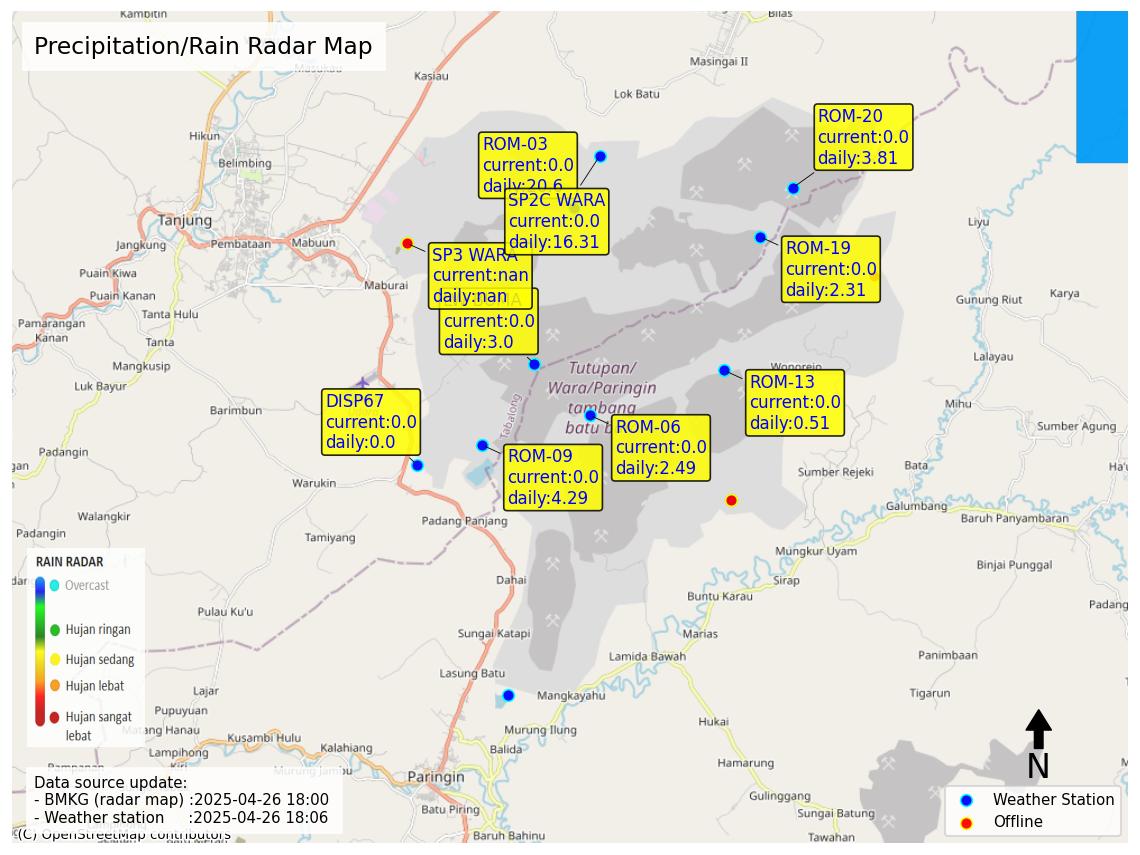 Kambitin
Bilas
Precipitation/Rain Radar Map
Masukau
Masingai II
Kasiau
Lok Batu
Hikun
Belimbing
ROM-20
current:0.0
daily:3.81
ROM-03
current:0.0
daily:20.6
SP2C WARA
current:0.0
daily:16.31
Tanjung
Jangkung
Pembataan
Mabuun
Liyu
ROM-19
current:0.0
daily:2.31
SP3 WARA
current:nan
daily:nan
Puain Kiwa
Puain Kanan
Maburai
Tanta Hulu
Gunung Riut
Karya
current:0.0
daily:3.0
Pamarangan
Kanan
Tanta
Mangkusip
Luk Bayur
Lalayau
Wonorejo
Tutupan/
Wara/Paringin
tambang
batu b
Tabalong
ROM-13
current:0.0
daily:0.51
DISP67
current:0.0
daily:0.0
Barimbun
Mihu
Sumber Agung
ROM-06
current:0.0
daily:2.49
ROM-09
current:0.0
daily:4.29
Padangin
Warukin
Sumber Rejeki
Bata
Batu
Galumbang
Baruh Panyambaran
Walangkir
Padangin
Tamiyang
Padang Panjang
Mungkur Uyam
Binjai Punggal
Dahai
Sirap
Buntu Karau
Padang
RAIN RADAR
Overcast
Hujan ringan
Hujan sedang
Hujan lebat
Hujan sangat
lebat
Pulau Ku'u
Sungai Katapi
Marias
Lamida Bawah
Panimbaan
Lasung Batu
Lajar
Mangkayahu
Tigarun
Pupuyuan
Matang Hanau
Murung Ilung
Hukai
Lampihong
Kusambi Hulu
Kalahiang
Balida
Hamarung
Murung Jambu
Paringin
N
Data source update:
- BMKG (radar map) :2025-04-26 18:00
- Weather station :2025-04-26 18:06
Gulinggang
Batu Piring
Sungai Batung
Weather Station
Offline
(C) OpenStreetMap contributors
Baruh Bahinu
Tawahan